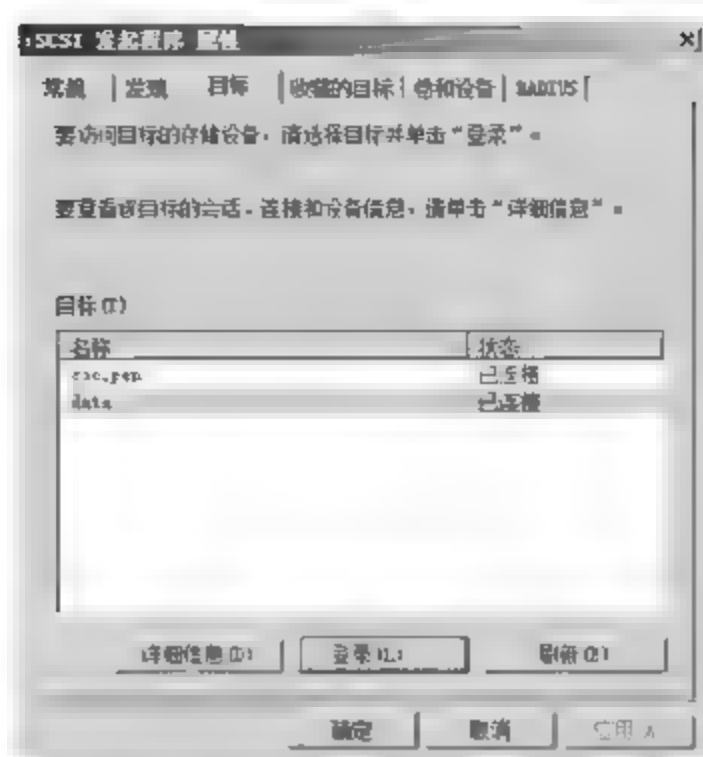 iSCSI 发起程序 属性
常规 发现 目标 收藏的目标 卷和设备 RADIUS
要访问目标的存储设备，请选择目标并单击“登录”。
要查看该目标的会话、连接和设备信息，请单击“详细信息”。
目标(T)
名称 状态
已连接
data 已连接
详细信息(D) 登录(L) 刷新(R)
确定 取消 应用